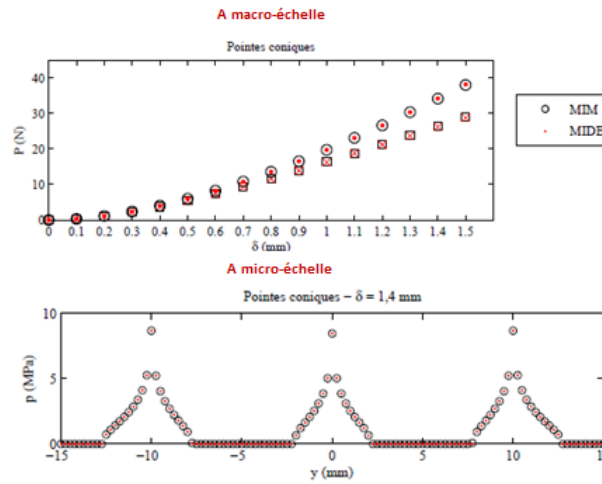 A macro-échelle
Pointes coniques
P (N)
40
30
20
10
0
0 0.1 0.2 0.3 0.4 0.5 0.6 0.7 0.8 0.9 1 1.1 1.2 1.3 1.4 1.5
δ (mm)
MIM
MIDE
A micro-échelle
Pointes coniques – δ = 1,4 mm
p (MPa)
10
5
0
−15 −10 −5 0 5 10
y (mm)